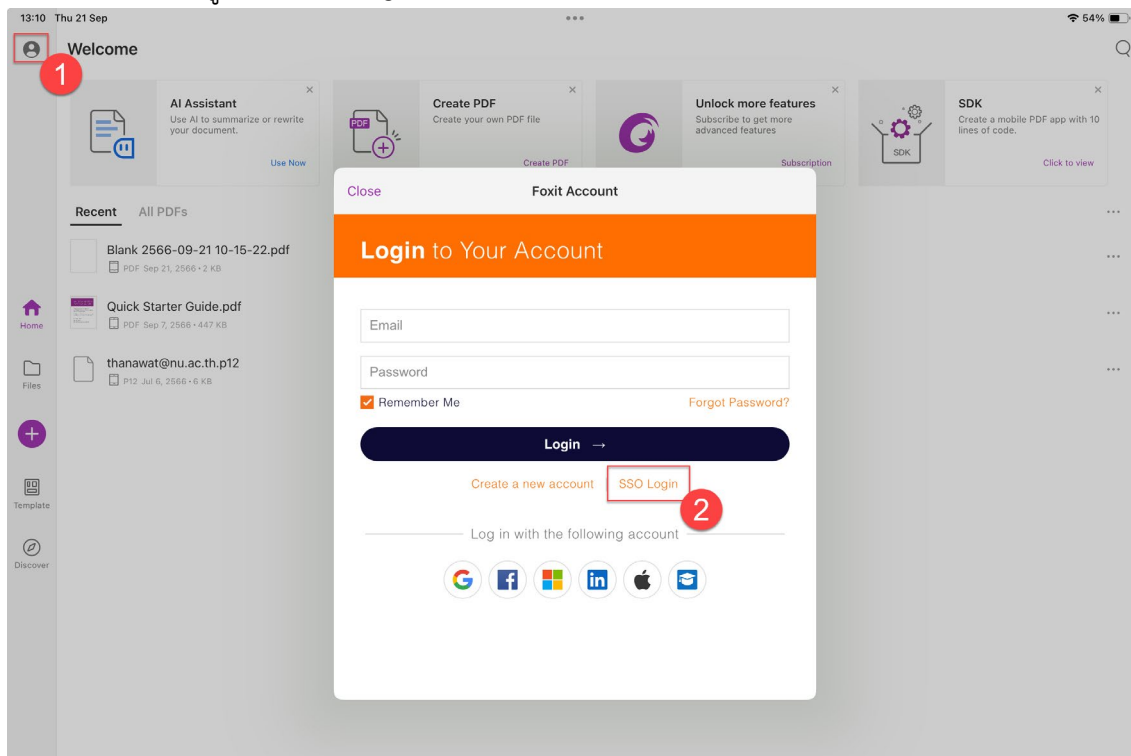 13:10 Thu 21 Sep
54%
Welcome
1
AI Assistant
Use AI to summarize or rewrite
your document.
Use Now
Create PDF
Create your own PDF file
Create PDF
PDF
Unlock more features
Subscribe to get more
advanced features
Subscription
SDK
SDK
Create a mobile PDF app with 10
lines of code.
Click to view
Recent All PDFs
Blank 2566-09-21 10-15-22.pdf
PDF Sep 21, 2566 • 2 KB
Quick Starter Guide.pdf
PDF Sep 7, 2566 • 447 KB
thanawat@nu.ac.th.p12
P12 Jul 6, 2566 • 6 KB
Home
Files
Template
Discover
Close
Foxit Account
Login to Your Account
Email
Password
Remember Me
Forgot Password?
Login →
Create a new account | SSO Login
2
Log in with the following account